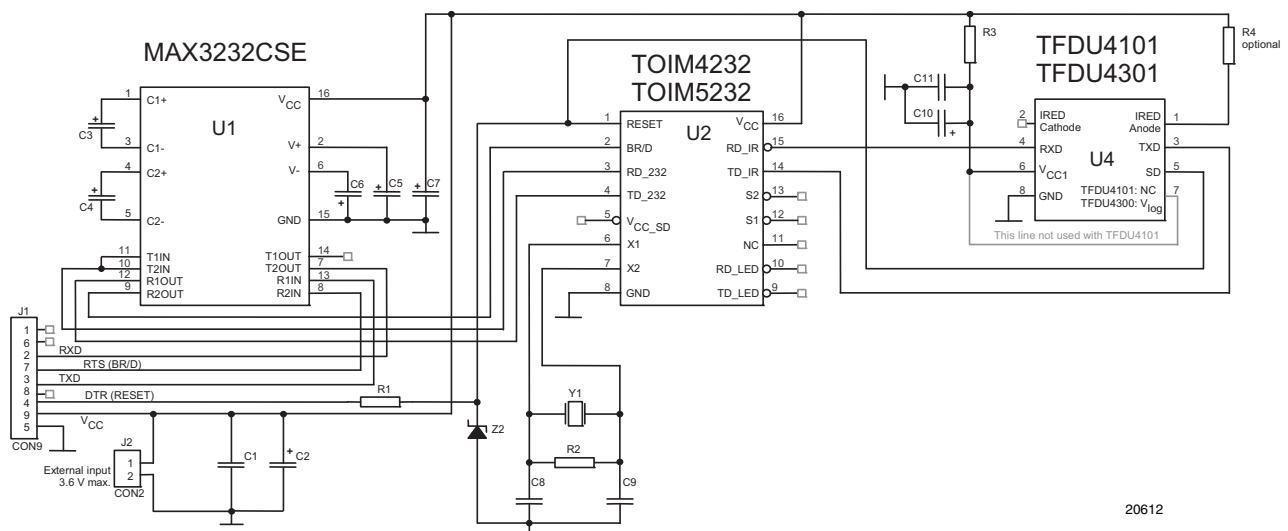 MAX3232CSE
TOIM4232
TOIM5232
TFDU4101
TFDU4301
R3
R4
optional
C11
C10
1 C1+ VCC 16
U1
C3
3 C1- V+ 2
4 C2+ V- 6
C4
C6 C5 C7
5 C2- GND 15
11 T1IN T1OUT 14
10 T2IN T2OUT 7
12 R1OUT R1IN 13
9 R2OUT R2IN 8
1 RESET VCC 16
U2
2 BR/D RD_IR 15
3 RD_232 TD_IR 14
4 TD_232 S2 13
5 VCC_SD S1 12
6 X1 NC 11
7 X2 RD_LED 10
8 GND TD_LED 9
2 IRED Cathode IRED Anode 1
4 RXD TXD 3
U4
6 VCC1 SD 5
8 GND TFDU4101: NC 7
TFDU4300: Vlog
This line not used with TFDU4101
J1
1
6
2 RXD
7 RTS (BR/D)
3 TXD
8
4 DTR (RESET) R1
9 VCC
5
CON9
J2
External input 1
3.6 V max. 2
CON2
C1 C2
Z2
Y1
R2
C8 C9
20612